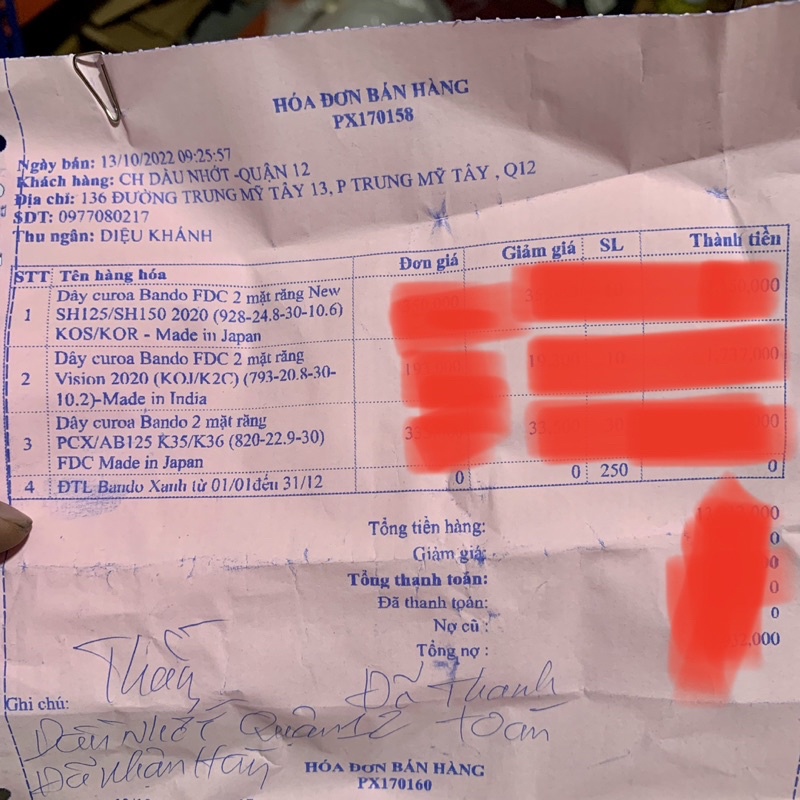 HÓA ĐƠN BÁN HÀNG
PX170158
Ngày bán: 13/10/2022 09:25:57
Khách hàng: CH DẦU NHỚT -QUẬN 12
Địa chỉ: 136 ĐƯỜNG TRUNG MỸ TÂY 13, P TRUNG MỸ TÂY , Q12
SDT: 0977080217
Thu ngân: DIỆU KHÁNH
STT Tên hàng hóa Đơn giá Giảm giá SL Thành tiền
1 Dây curoa Bando FDC 2 mặt răng New
SH125/SH150 2020 (928-24.8-30-10.6)
KOS/KOR - Made in Japan
2 Dây curoa Bando FDC 2 mặt răng
Vision 2020 (KOJ/K2C) (793-20.8-30-
10.2)-Made in India
3 Dây curoa Bando 2 mặt răng
PCX/AB125 K35/K36 (820-22.9-30)
FDC Made in Japan
4 ĐTL Bando Xanh từ 01/01đến 31/12 0 0 250 0
Tổng tiền hàng:
Giảm giá: 0
Tổng thanh toán:
Đã thanh toán: 0
Nợ cũ : 0
Tổng nợ :
Ghi chú:
Đã Thanh
toán
Dầu Nhớt Quận 12
Đã Nhận Hàng
HÓA ĐƠN BÁN HÀNG
PX170160